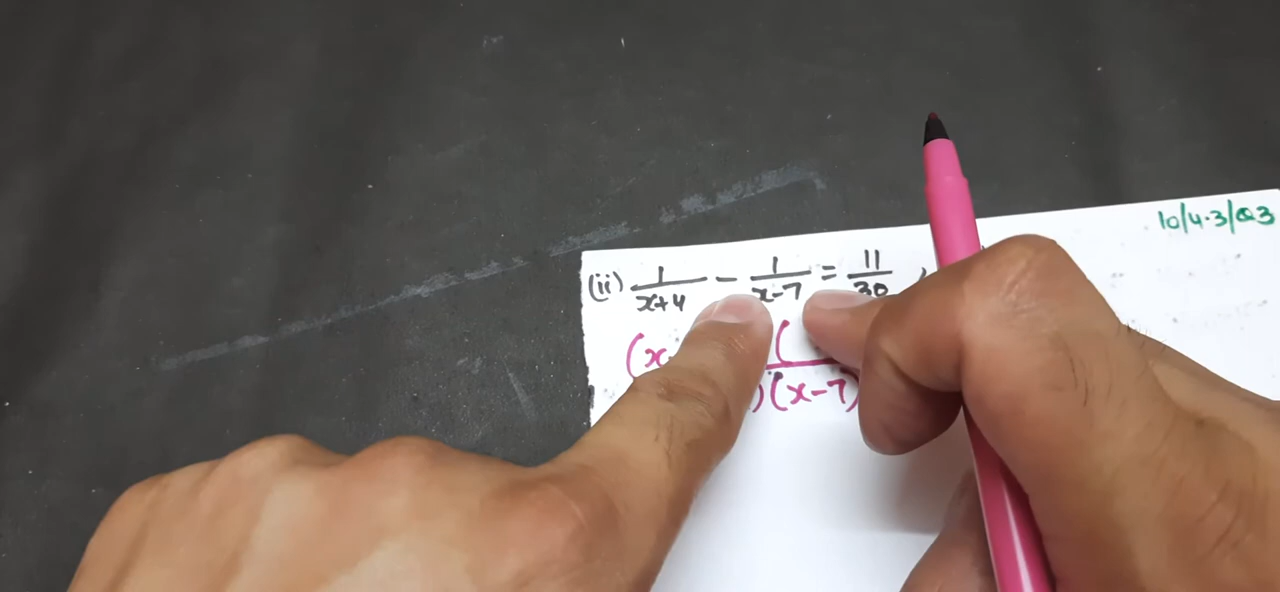 10/4.3/Q3
(ii) 1/(x+4) - 1/(x-7) = 11/30 ,
(x (
)(x-7)